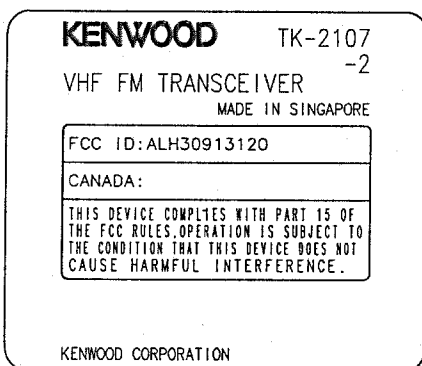 KENWOOD TK-2107
-2
VHF FM TRANSCEIVER
MADE IN SINGAPORE
FCC ID:ALH30913120
CANADA:
THIS DEVICE COMPLIES WITH PART 15 OF
THE FCC RULES.OPERATION IS SUBJECT TO
THE CONDITION THAT THIS DEVICE DOES NOT
CAUSE HARMFUL INTERFERENCE.
KENWOOD CORPORATION